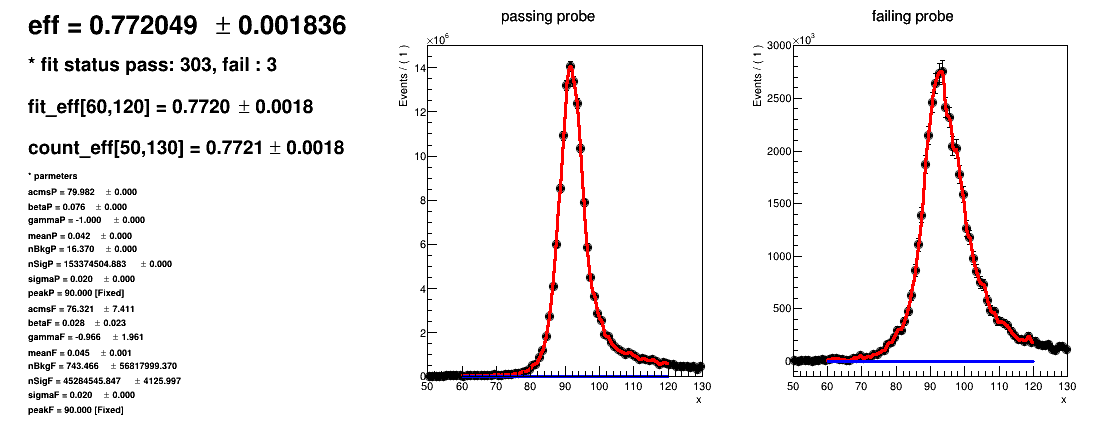 eff = 0.772049 ± 0.001836
* fit status pass: 303, fail : 3
fit_eff[60,120] = 0.7720 ± 0.0018
count_eff[50,130] = 0.7721 ± 0.0018
* parmeters
acmsP = 79.982 ± 0.000
betaP = 0.076 ± 0.000
gammaP = -1.000 ± 0.000
meanP = 0.042 ± 0.000
nBkgP = 16.370 ± 0.000
nSigP = 153374504.883 ± 0.000
sigmaP = 0.020 ± 0.000
peakP = 90.000 [Fixed]
acmsF = 76.321 ± 7.411
betaF = 0.028 ± 0.023
gammaF = -0.966 ± 1.961
meanF = 0.045 ± 0.001
nBkgF = 743.466 ± 56817999.370
nSigF = 45284545.847 ± 4125.997
sigmaF = 0.020 ± 0.000
peakF = 90.000 [Fixed]
passing probe
×10⁶
Events / ( 1 )
14
12
10
8
6
4
2
0
50 60 70 80 90 100 110 120 130
x
failing probe
×10³
Events / ( 1 )
3000
2500
2000
1500
1000
500
0
50 60 70 80 90 100 110 120 130
x